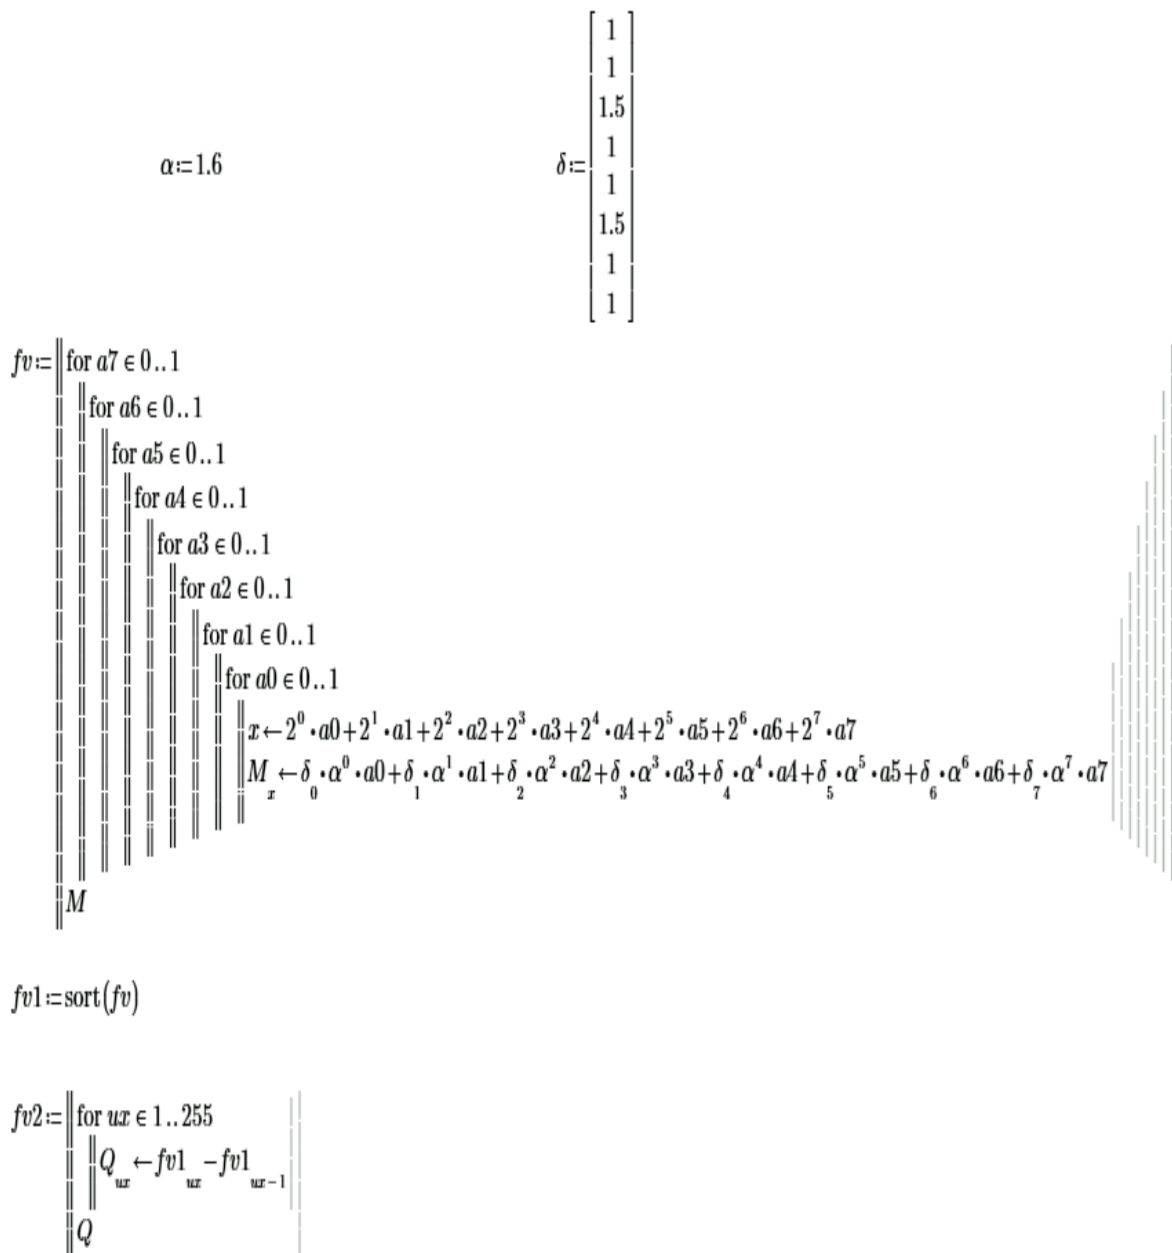 α:=1.6
δ:=
1
1
1.5
1
1
1.5
1
1
fv:= for a7 ∈ 0..1
for a6 ∈ 0..1
for a5 ∈ 0..1
for a4 ∈ 0..1
for a3 ∈ 0..1
for a2 ∈ 0..1
for a1 ∈ 0..1
for a0 ∈ 0..1
x←2^0·a0+2^1·a1+2^2·a2+2^3·a3+2^4·a4+2^5·a5+2^6·a6+2^7·a7
M_x←δ_0·α^0·a0+δ_1·α^1·a1+δ_2·α^2·a2+δ_3·α^3·a3+δ_4·α^4·a4+δ_5·α^5·a5+δ_6·α^6·a6+δ_7·α^7·a7
M
fv1:=sort(fv)
fv2:= for ux ∈ 1..255
Q_ux←fv1_ux−fv1_ux−1
Q